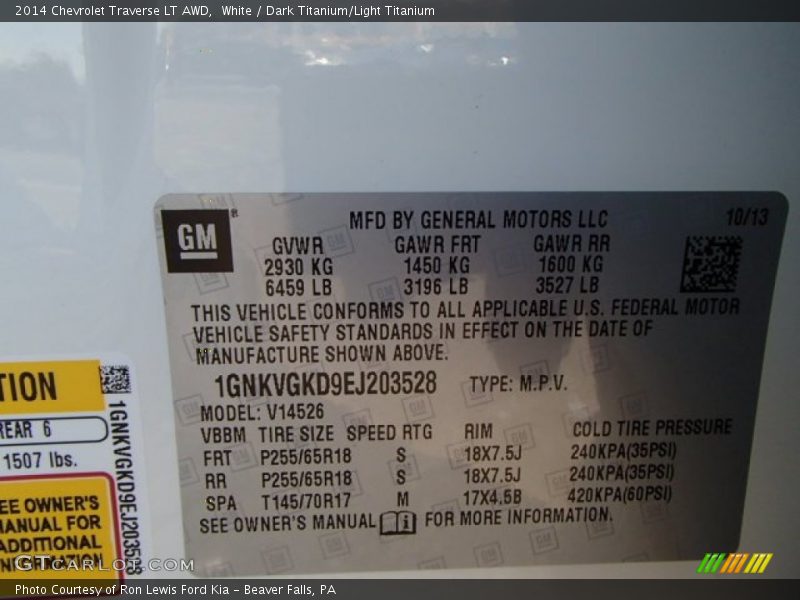 2014 Chevrolet Traverse LT AWD, White / Dark Titanium/Light Titanium
GM
MFD BY GENERAL MOTORS LLC 10/13
GVWR GAWR FRT GAWR RR
2930 KG 1450 KG 1600 KG
6459 LB 3196 LB 3527 LB
THIS VEHICLE CONFORMS TO ALL APPLICABLE U.S. FEDERAL MOTOR
VEHICLE SAFETY STANDARDS IN EFFECT ON THE DATE OF
MANUFACTURE SHOWN ABOVE.
1GNKVGKD9EJ203528 TYPE: M.P.V.
MODEL: V14526
VBBM TIRE SIZE SPEED RTG RIM COLD TIRE PRESSURE
FRT P255/65R18 S 18X7.5J 240KPA(35PSI)
RR P255/65R18 S 18X7.5J 240KPA(35PSI)
SPA T145/70R17 M 17X4.5B 420KPA(60PSI)
SEE OWNER'S MANUAL FOR MORE INFORMATION.
TION
REAR 6
1507 lbs.
EE OWNER'S
MANUAL FOR
ADDITIONAL
INFORMATION
1GNKVGKD9EJ203528
GTCARLOT.COM
Photo Courtesy of Ron Lewis Ford Kia - Beaver Falls, PA